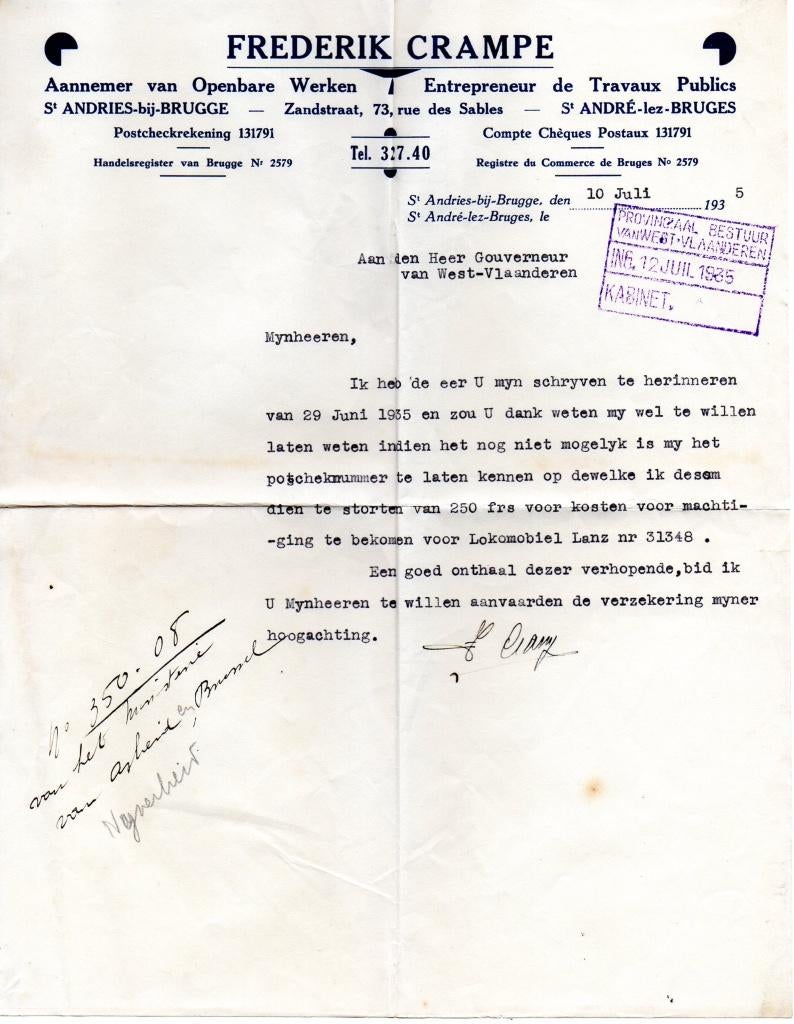 FREDERIK CRAMPE
Aannemer van Openbare Werken Entrepreneur de Travaux Publics
St ANDRIES-bij-BRUGGE — Zandstraat, 73, rue des Sables — St ANDRÉ-lez-BRUGES
Postcheckrekening 131791 Compte Chèques Postaux 131791
Tel. 327.40
Handelsregister van Brugge Nr 2579 Registre du Commerce de Bruges No 2579
St Andries-bij-Brugge, den 10 Juli 1935
St André-lez-Bruges, le
PROVINZAAL BESTUUR
VAN WEST-VLAANDEREN
ING. 12 JUIL 1935
KABINET.
Aan den Heer Gouverneur
van West-Vlaanderen
Mynheeren,
Ik heb de eer U myn schryven te herinneren
van 29 Juni 1935 en zou U dank weten my wel te willen
laten weten indien het nog niet mogelyk is my het
poscheknummer te laten kennen op dewelke ik desom
dien te storten van 250 frs voor kosten voor machti-
-ging te bekomen voor Lokomobiel Lanz nr 31348 .
Een goed onthaal dezer verhopende,bid ik
U Mynheeren te willen aanvaarden de verzekering myner
hoogachting.
No 350.08
van het ministerie
van Arbeid en Brussel
Nijverheid.